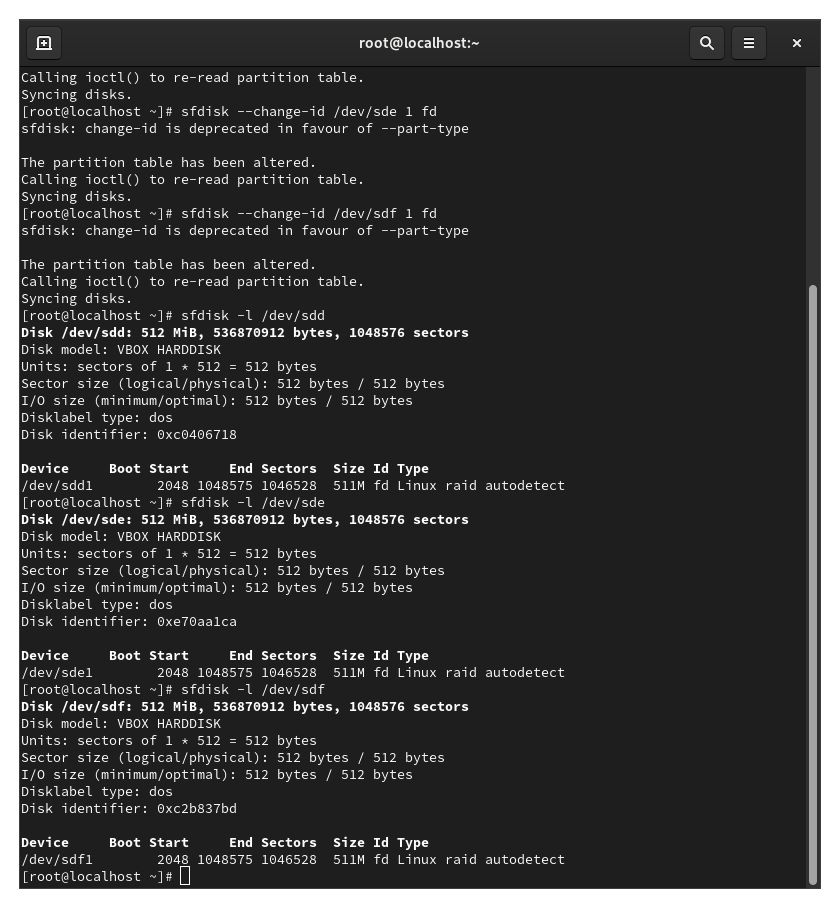 root@localhost:~
Calling ioctl() to re-read partition table.
Syncing disks.
[root@localhost ~]# sfdisk --change-id /dev/sde 1 fd
sfdisk: change-id is deprecated in favour of --part-type

The partition table has been altered.
Calling ioctl() to re-read partition table.
Syncing disks.
[root@localhost ~]# sfdisk --change-id /dev/sdf 1 fd
sfdisk: change-id is deprecated in favour of --part-type

The partition table has been altered.
Calling ioctl() to re-read partition table.
Syncing disks.
[root@localhost ~]# sfdisk -l /dev/sdd
Disk /dev/sdd: 512 MiB, 536870912 bytes, 1048576 sectors
Disk model: VBOX HARDDISK
Units: sectors of 1 * 512 = 512 bytes
Sector size (logical/physical): 512 bytes / 512 bytes
I/O size (minimum/optimal): 512 bytes / 512 bytes
Disklabel type: dos
Disk identifier: 0xc0406718

Device     Boot Start     End Sectors  Size Id Type
/dev/sdd1        2048 1048575 1046528  511M fd Linux raid autodetect
[root@localhost ~]# sfdisk -l /dev/sde
Disk /dev/sde: 512 MiB, 536870912 bytes, 1048576 sectors
Disk model: VBOX HARDDISK
Units: sectors of 1 * 512 = 512 bytes
Sector size (logical/physical): 512 bytes / 512 bytes
I/O size (minimum/optimal): 512 bytes / 512 bytes
Disklabel type: dos
Disk identifier: 0xe70aa1ca

Device     Boot Start     End Sectors  Size Id Type
/dev/sde1        2048 1048575 1046528  511M fd Linux raid autodetect
[root@localhost ~]# sfdisk -l /dev/sdf
Disk /dev/sdf: 512 MiB, 536870912 bytes, 1048576 sectors
Disk model: VBOX HARDDISK
Units: sectors of 1 * 512 = 512 bytes
Sector size (logical/physical): 512 bytes / 512 bytes
I/O size (minimum/optimal): 512 bytes / 512 bytes
Disklabel type: dos
Disk identifier: 0xc2b837bd

Device     Boot Start     End Sectors  Size Id Type
/dev/sdf1        2048 1048575 1046528  511M fd Linux raid autodetect
[root@localhost ~]#